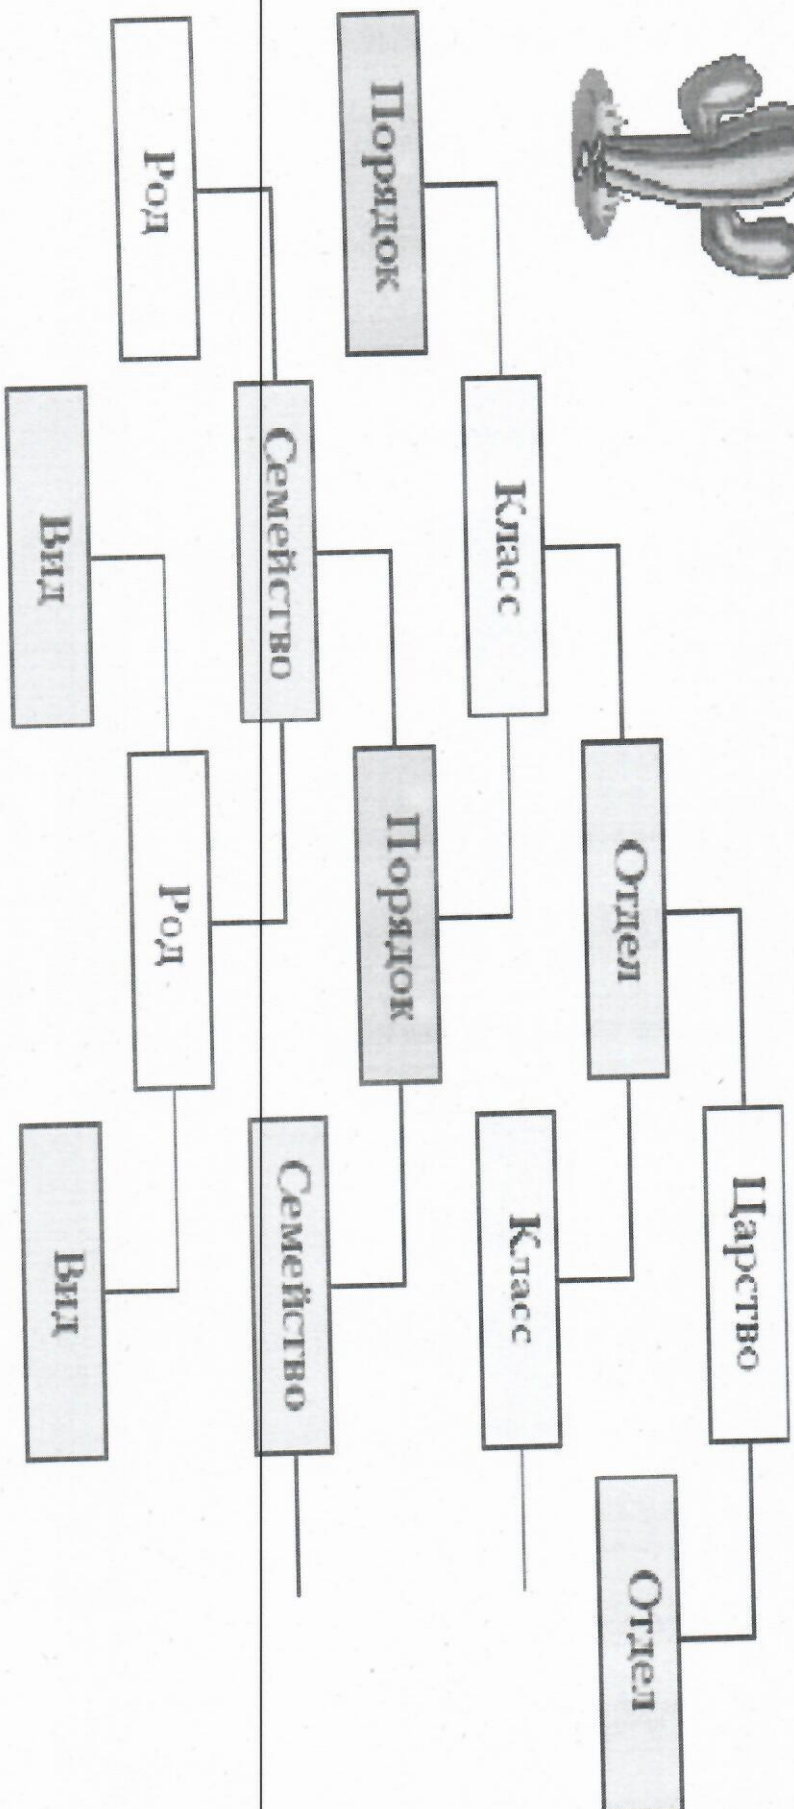 Царство
Отдел
Отдел
Класс
Класс
Порядок
Порядок
Семейство
Семейство
Род
Род
Вид
Вид